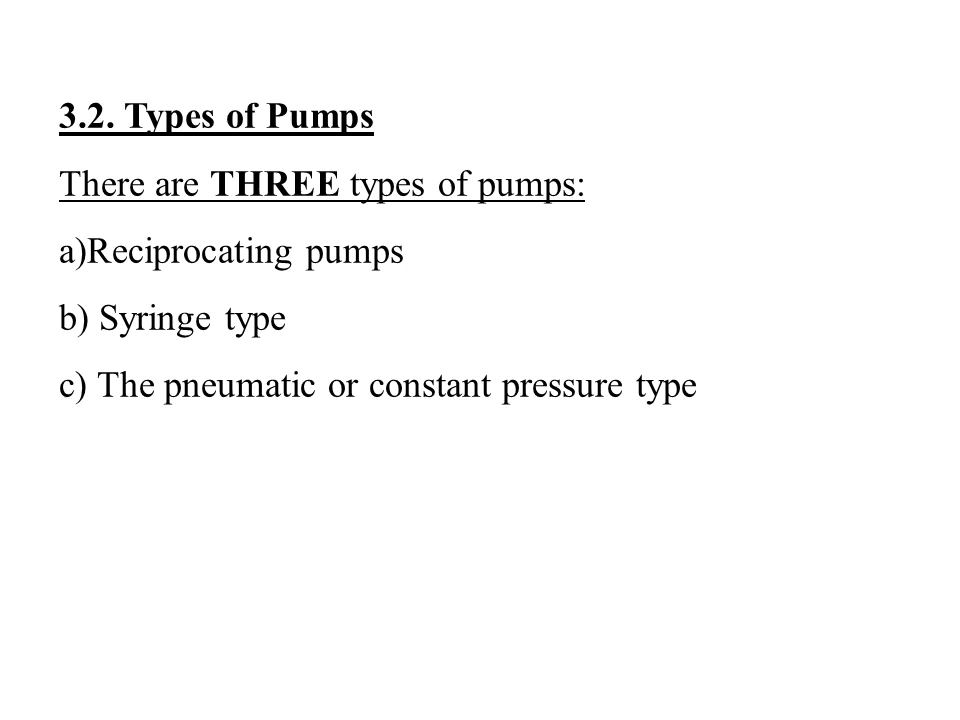 3.2. Types of Pumps
There are THREE types of pumps:
a)Reciprocating pumps
b) Syringe type
c) The pneumatic or constant pressure type